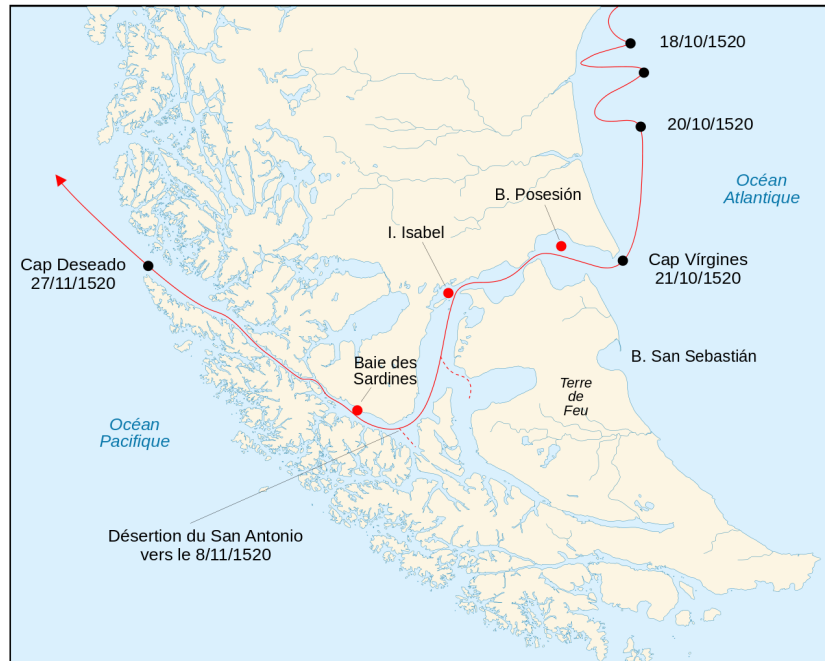 18/10/1520
20/10/1520
Océan
Atlantique
B. Posesión
I. Isabel
Cap Vírgines
21/10/1520
Cap Deseado
27/11/1520
B. San Sebastián
Baie des
Sardines
Terre
de
Feu
Océan
Pacifique
Désertion du San Antonio
vers le 8/11/1520